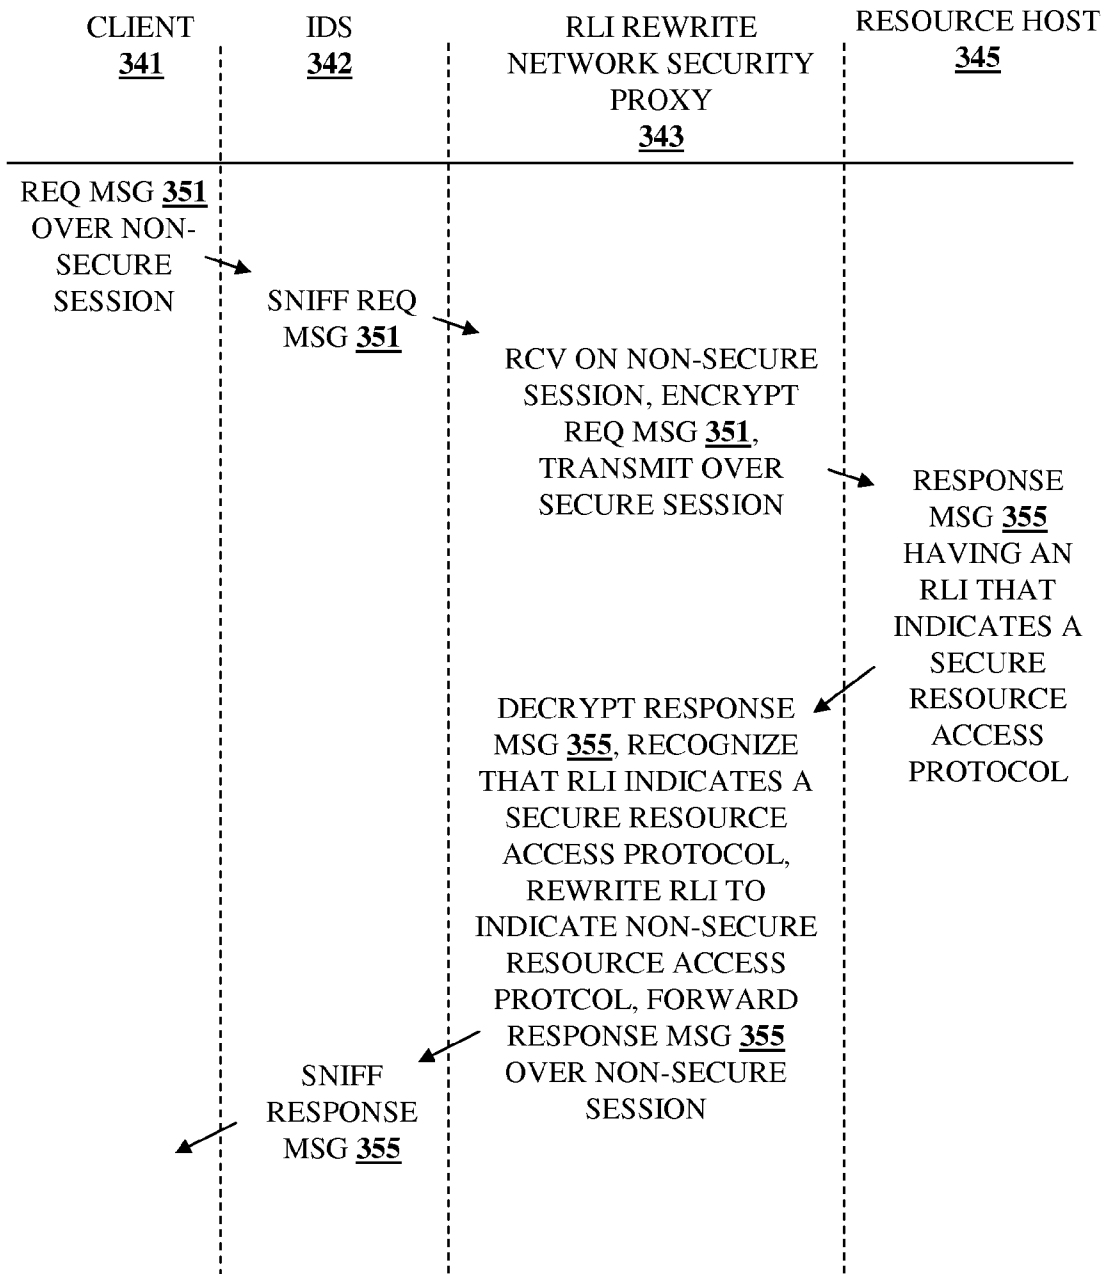 CLIENT
341
IDS
342
RLI REWRITE
NETWORK SECURITY
PROXY
343
RESOURCE HOST
345
REQ MSG 351
OVER NON-
SECURE
SESSION
SNIFF REQ
MSG 351
RCV ON NON-SECURE
SESSION, ENCRYPT
REQ MSG 351,
TRANSMIT OVER
SECURE SESSION
RESPONSE
MSG 355
HAVING AN
RLI THAT
INDICATES A
SECURE
RESOURCE
ACCESS
PROTOCOL
DECRYPT RESPONSE
MSG 355, RECOGNIZE
THAT RLI INDICATES A
SECURE RESOURCE
ACCESS PROTOCOL,
REWRITE RLI TO
INDICATE NON-SECURE
RESOURCE ACCESS
PROTCOL, FORWARD
RESPONSE MSG 355
OVER NON-SECURE
SESSION
SNIFF
RESPONSE
MSG 355